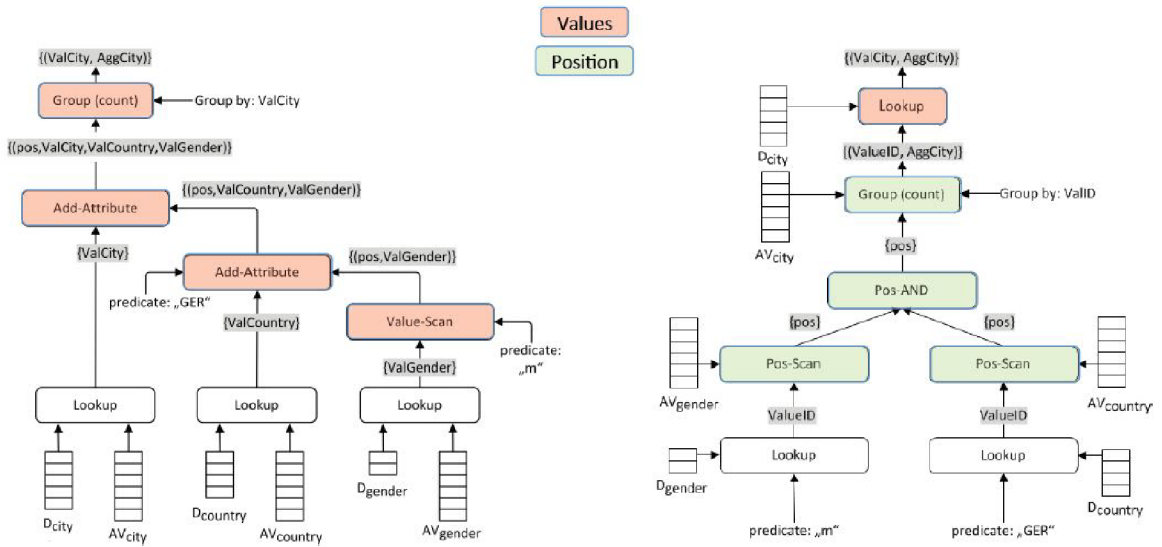 Values
Position
{(ValCity, AggCity)}
Group (count)
Group by: ValCity
{(pos,ValCity,ValCountry,ValGender)}
{(pos,ValCountry,ValGender)}
Add-Attribute
{ValCity}
{(pos,ValGender)}
Add-Attribute
predicate: „GER“
{ValCountry}
Value-Scan
predicate:
„m“
{ValGender}
Lookup
Lookup
Lookup
Dcity
AVcity
Dcountry
AVcountry
Dgender
AVgender
{(ValCity, AggCity)}
Lookup
Dcity
{(ValueID, AggCity)}
Group (count)
Group by: ValID
AVcity
{pos}
Pos-AND
{pos}
{pos}
Pos-Scan
Pos-Scan
AVgender
AVcountry
ValueID
ValueID
Lookup
Lookup
Dgender
Dcountry
predicate: „m“
predicate: „GER“